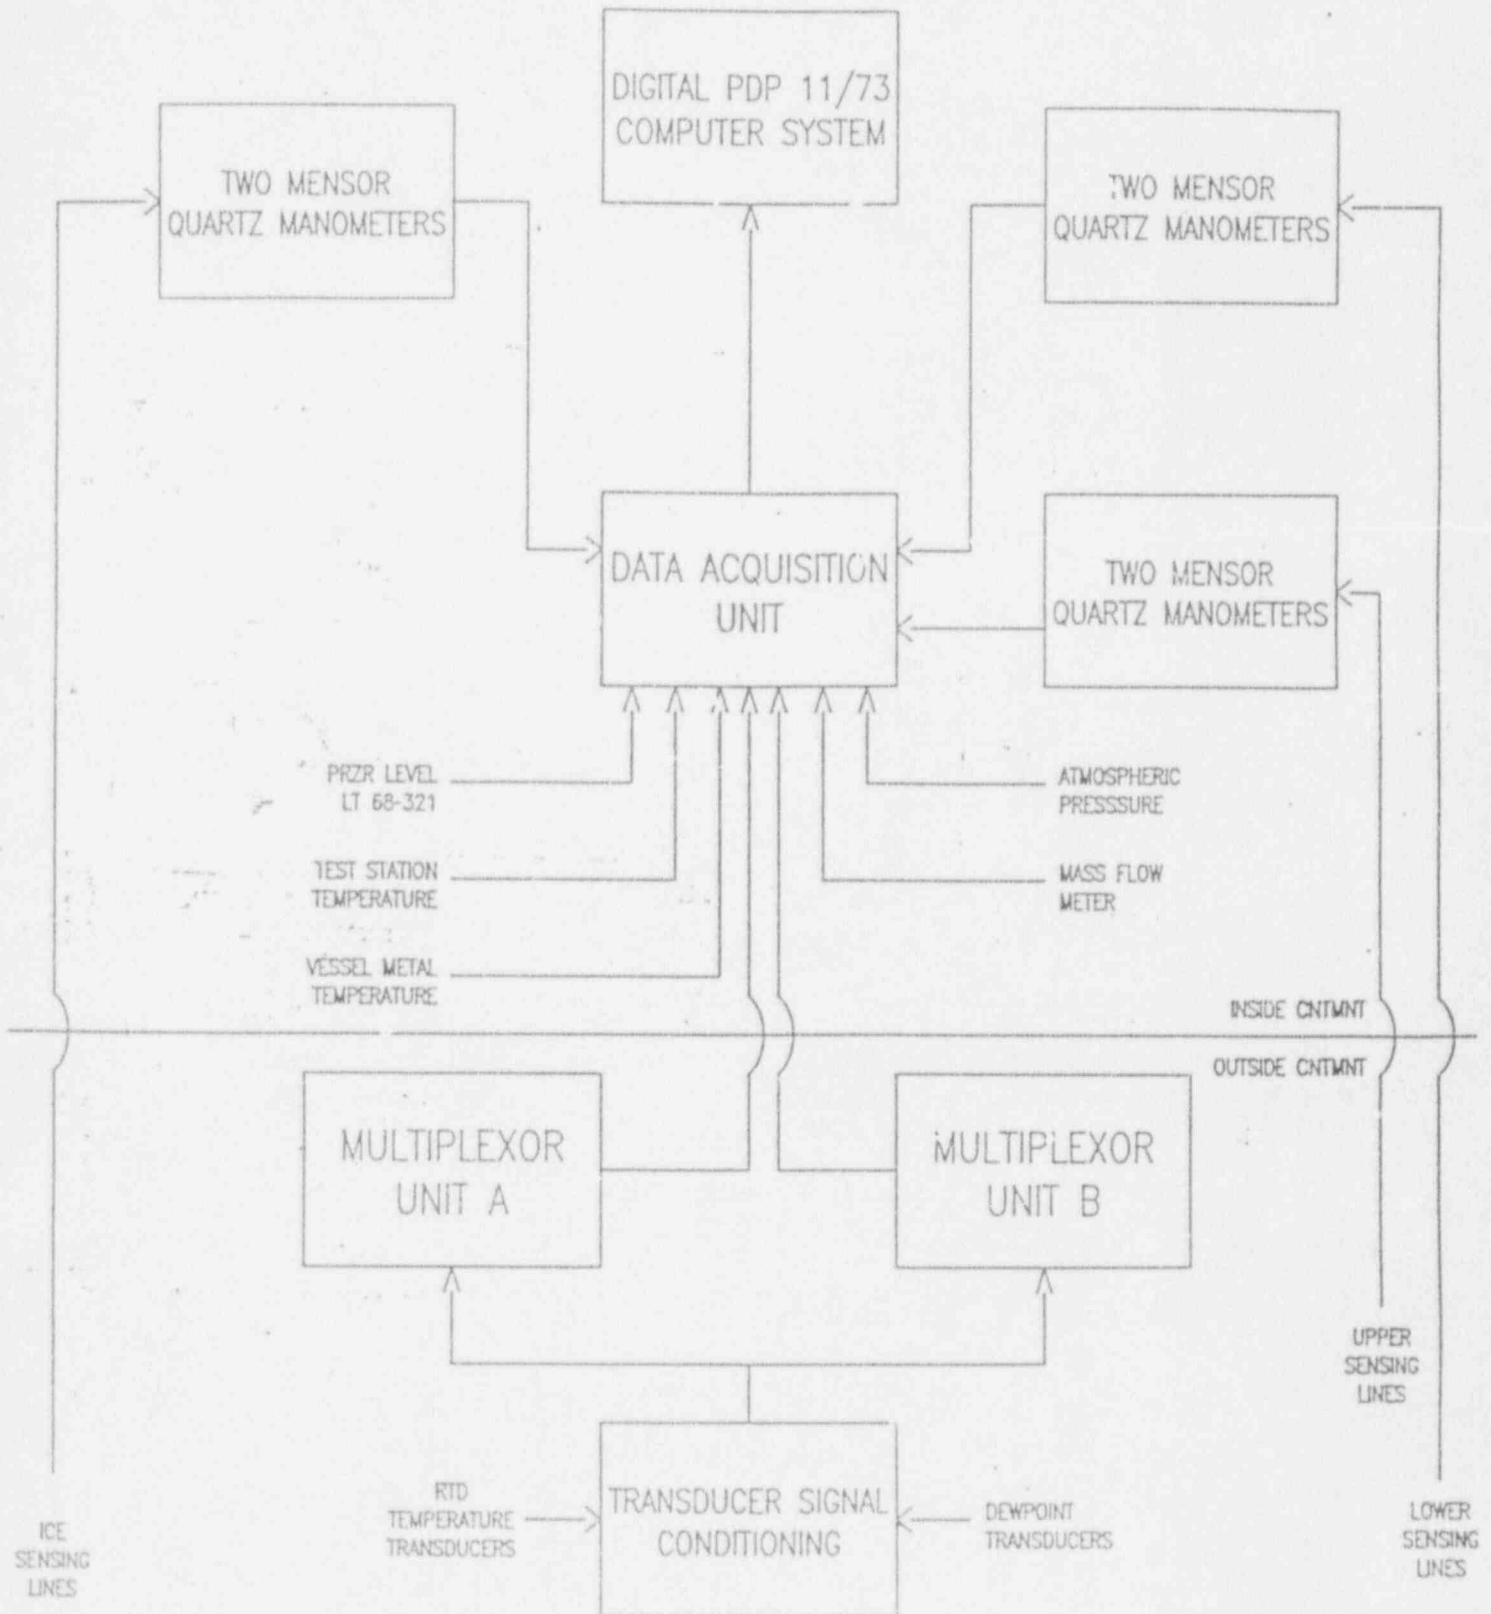 DIGITAL PDP 11/73
COMPUTER SYSTEM
TWO MENSOR
QUARTZ MANOMETERS
TWO MENSOR
QUARTZ MANOMETERS
DATA ACQUISITION
UNIT
TWO MENSOR
QUARTZ MANOMETERS
PRZR LEVEL
LT 68-321
ATMOSPHERIC
PRESSSURE
TEST STATION
TEMPERATURE
MASS FLOW
METER
VESSEL METAL
TEMPERATURE
INSIDE CNTMNT
OUTSIDE CNTMNT
MULTIPLEXOR
UNIT A
MULTIPLEXOR
UNIT B
UPPER
SENSING
LINES
RTD
TEMPERATURE
TRANSDUCERS
TRANSDUCER SIGNAL
CONDITIONING
DEWPOINT
TRANSDUCERS
ICE
SENSING
LINES
LOWER
SENSING
LINES